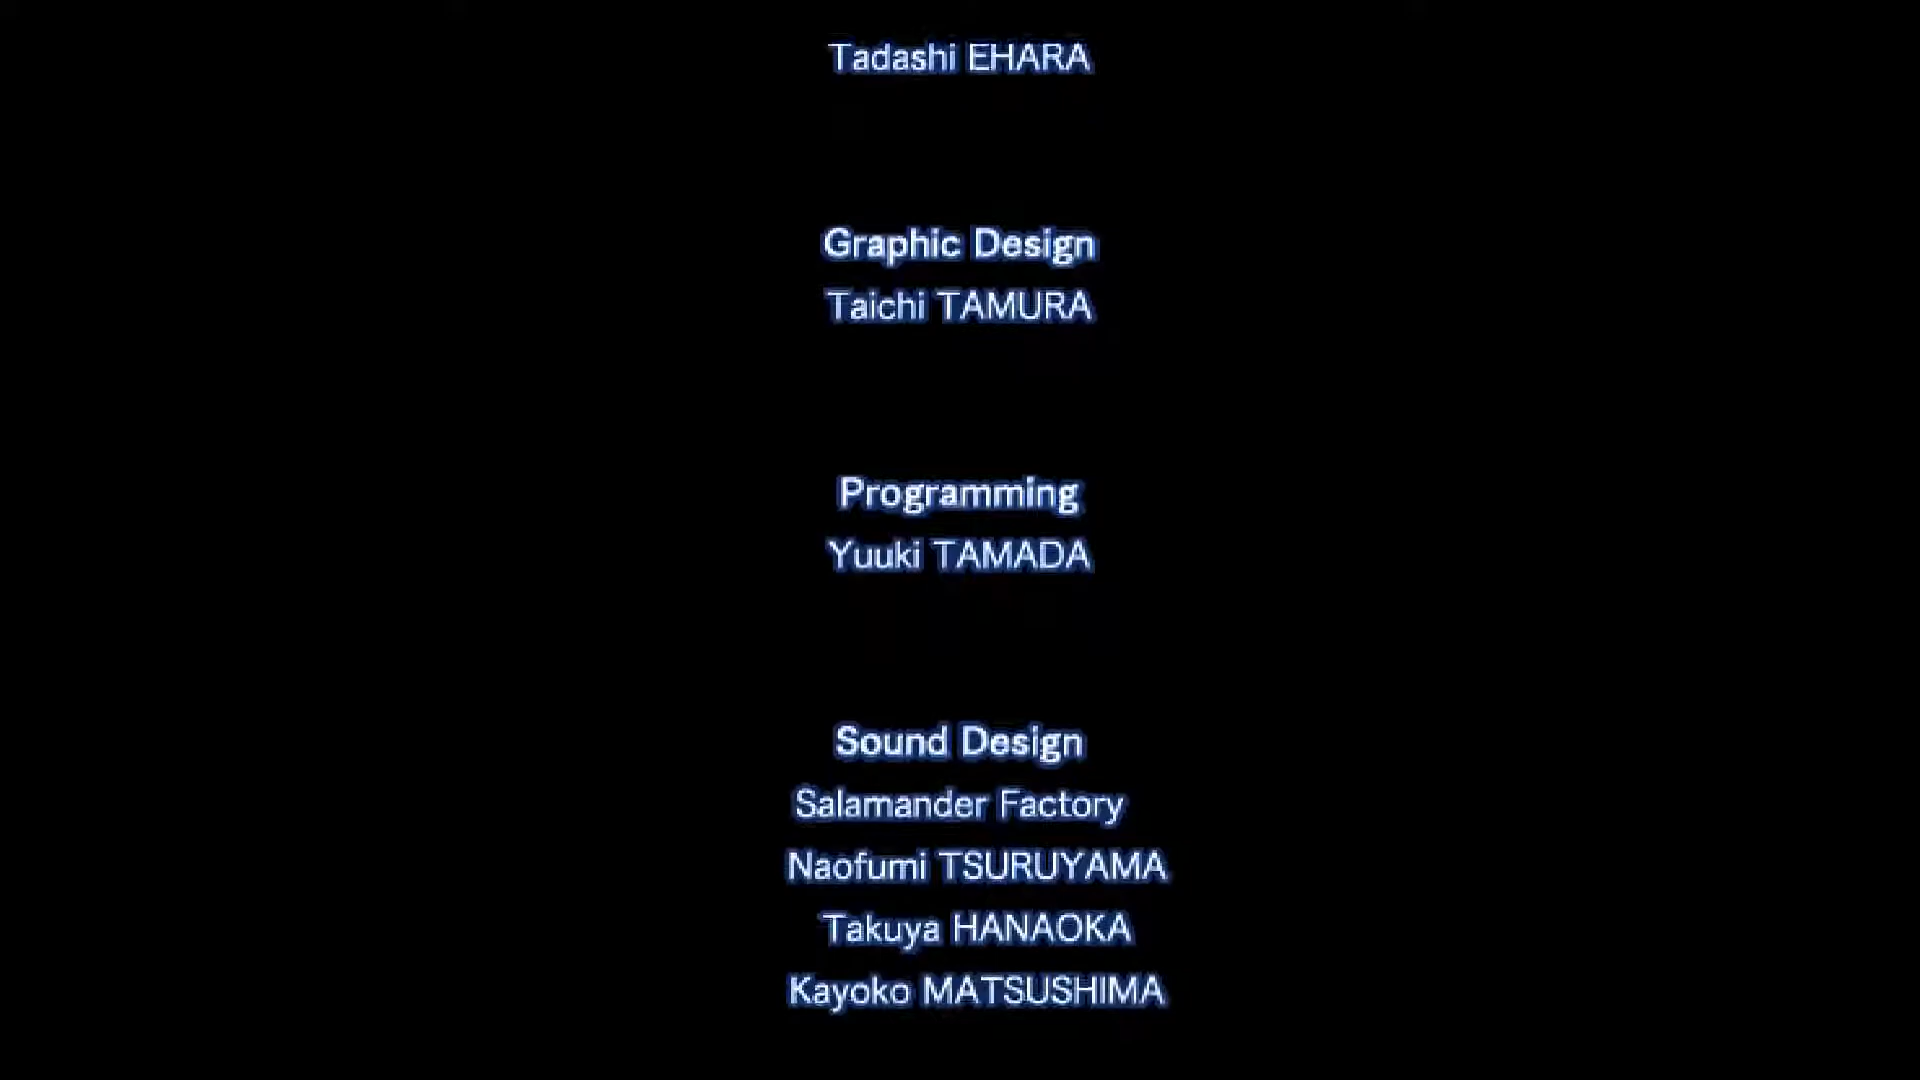 Tadashi EHARA
Graphic Design
Taichi TAMURA
Programming
Yuuki TAMADA
Sound Design
Salamander Factory
Naofumi TSURUYAMA
Takuya HANAOKA
Kayoko MATSUSHIMA